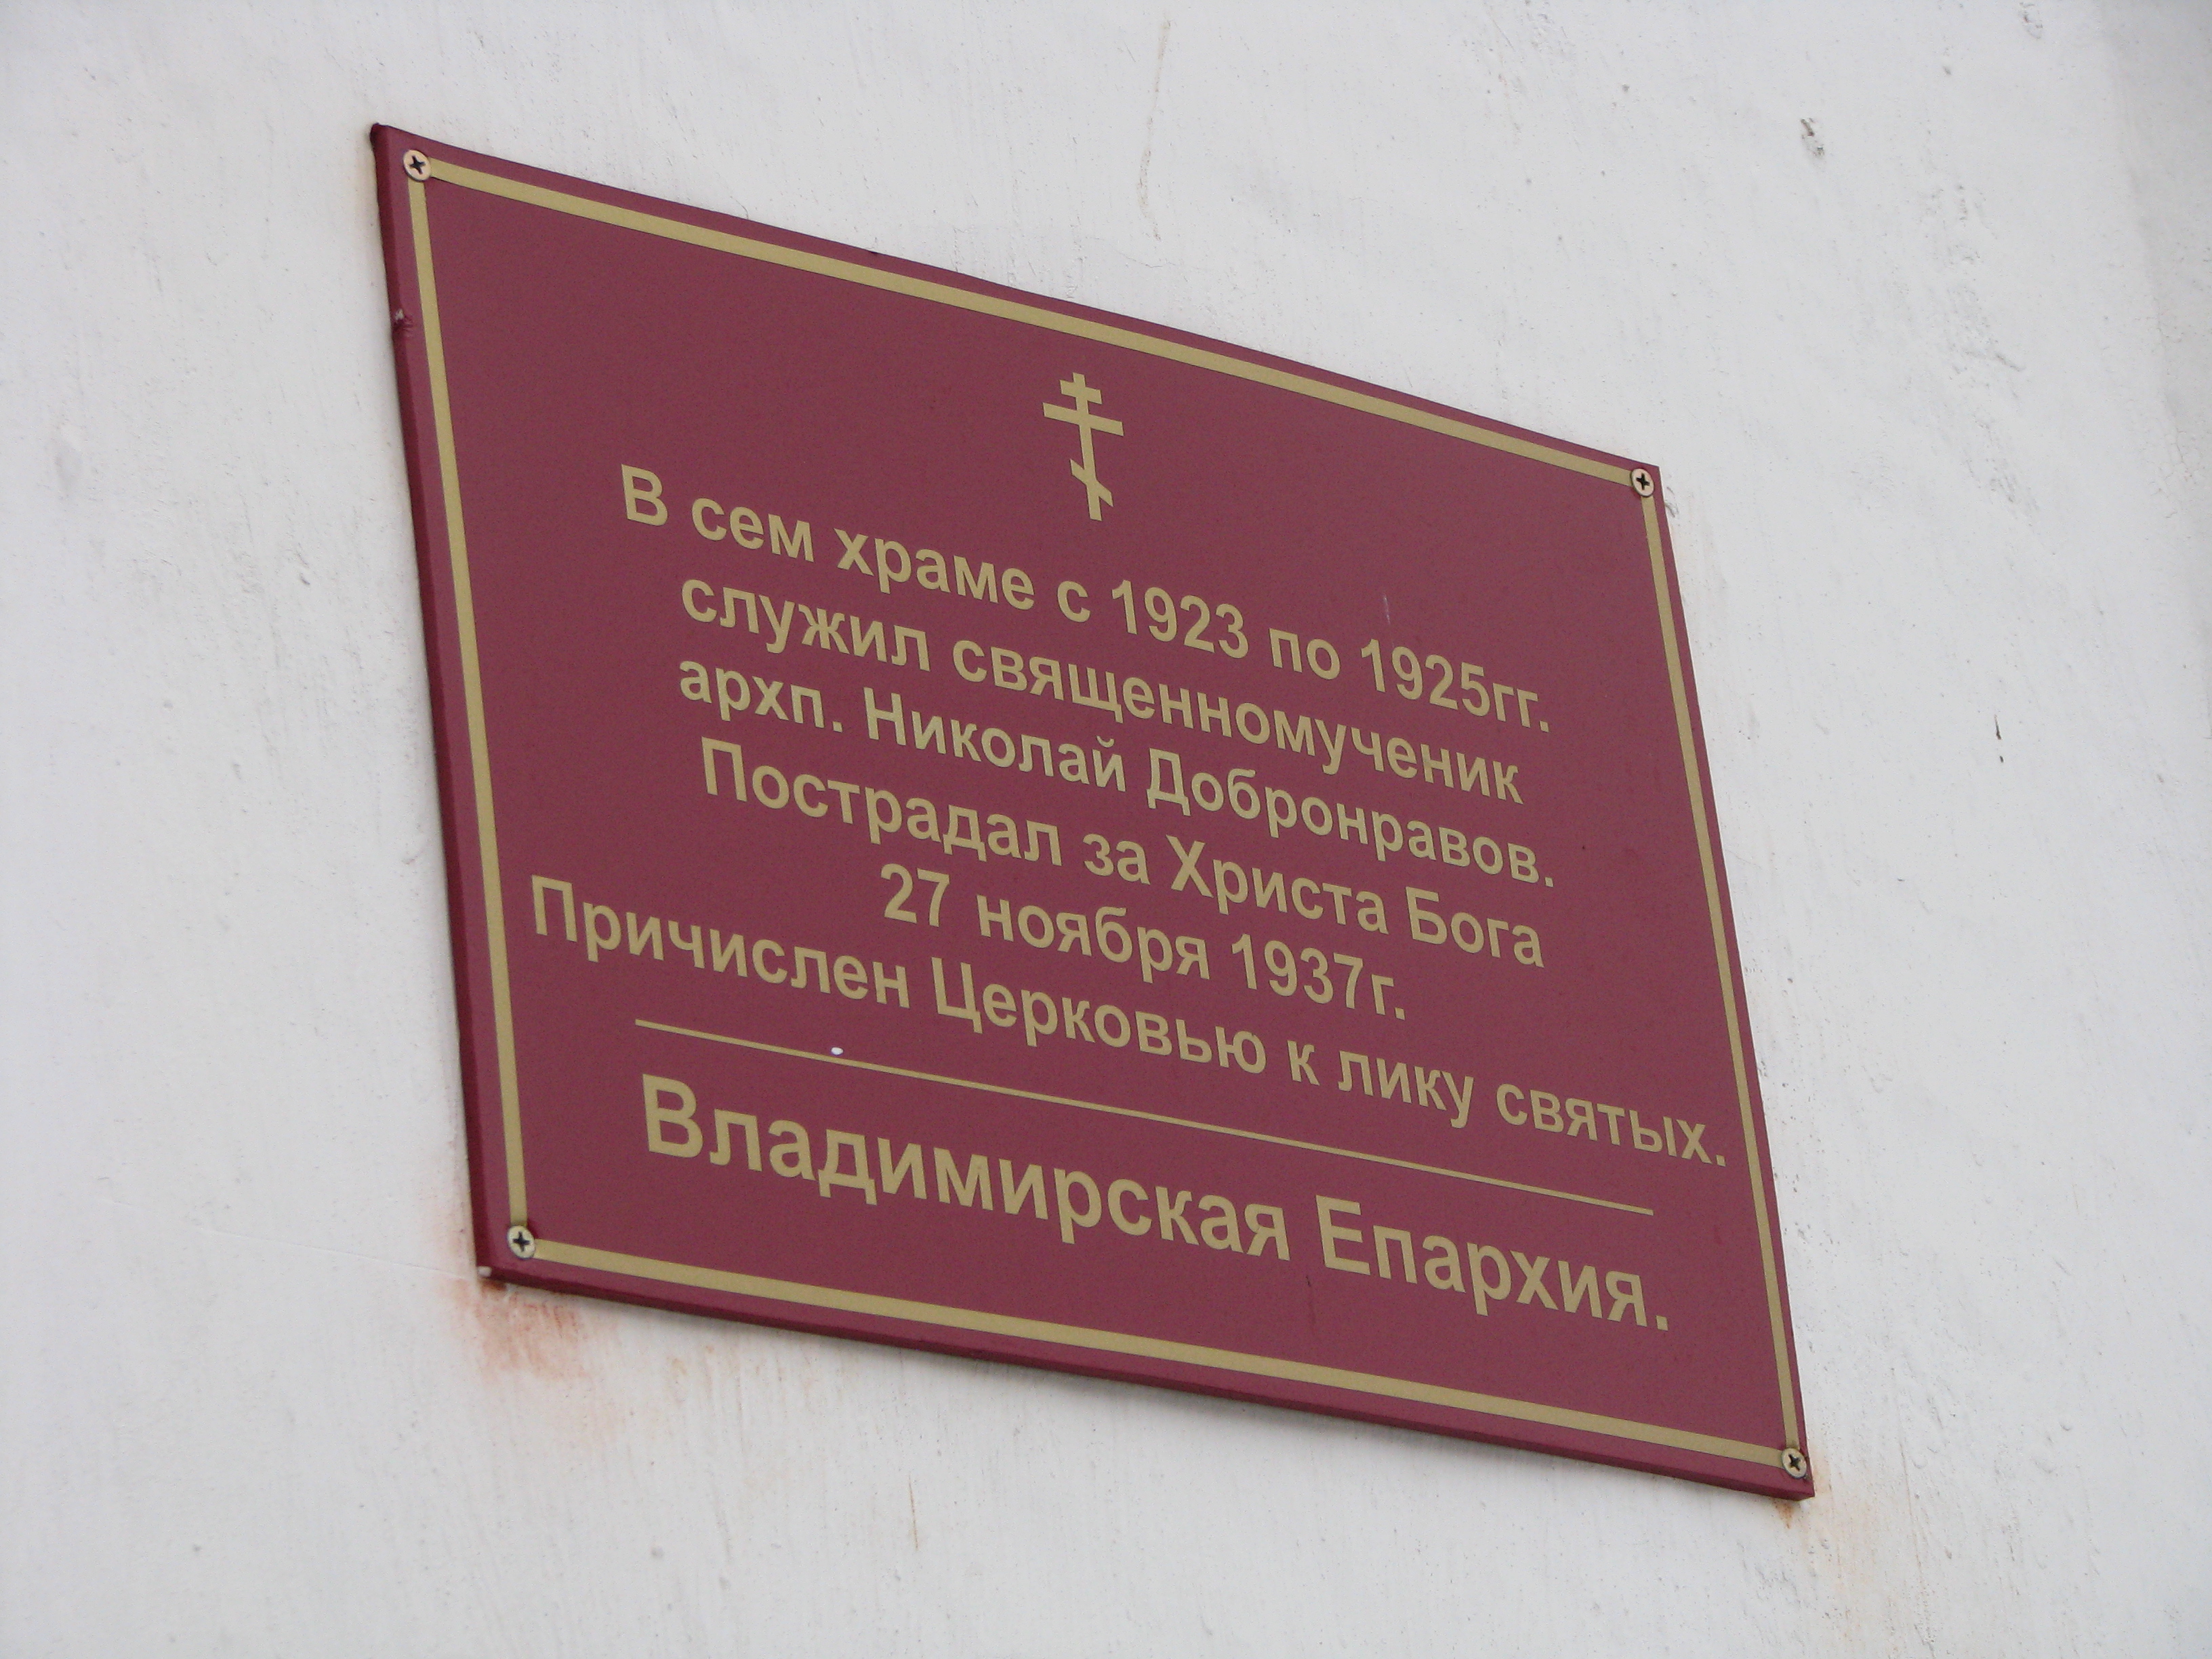 В сем храме с 1923 по 1925гг.
служил священномученик
архп. Николай Добронравов.
Пострадал за Христа Бога
27 ноября 1937г.
Причислен Церковью к лику святых.
Владимирская Епархия.